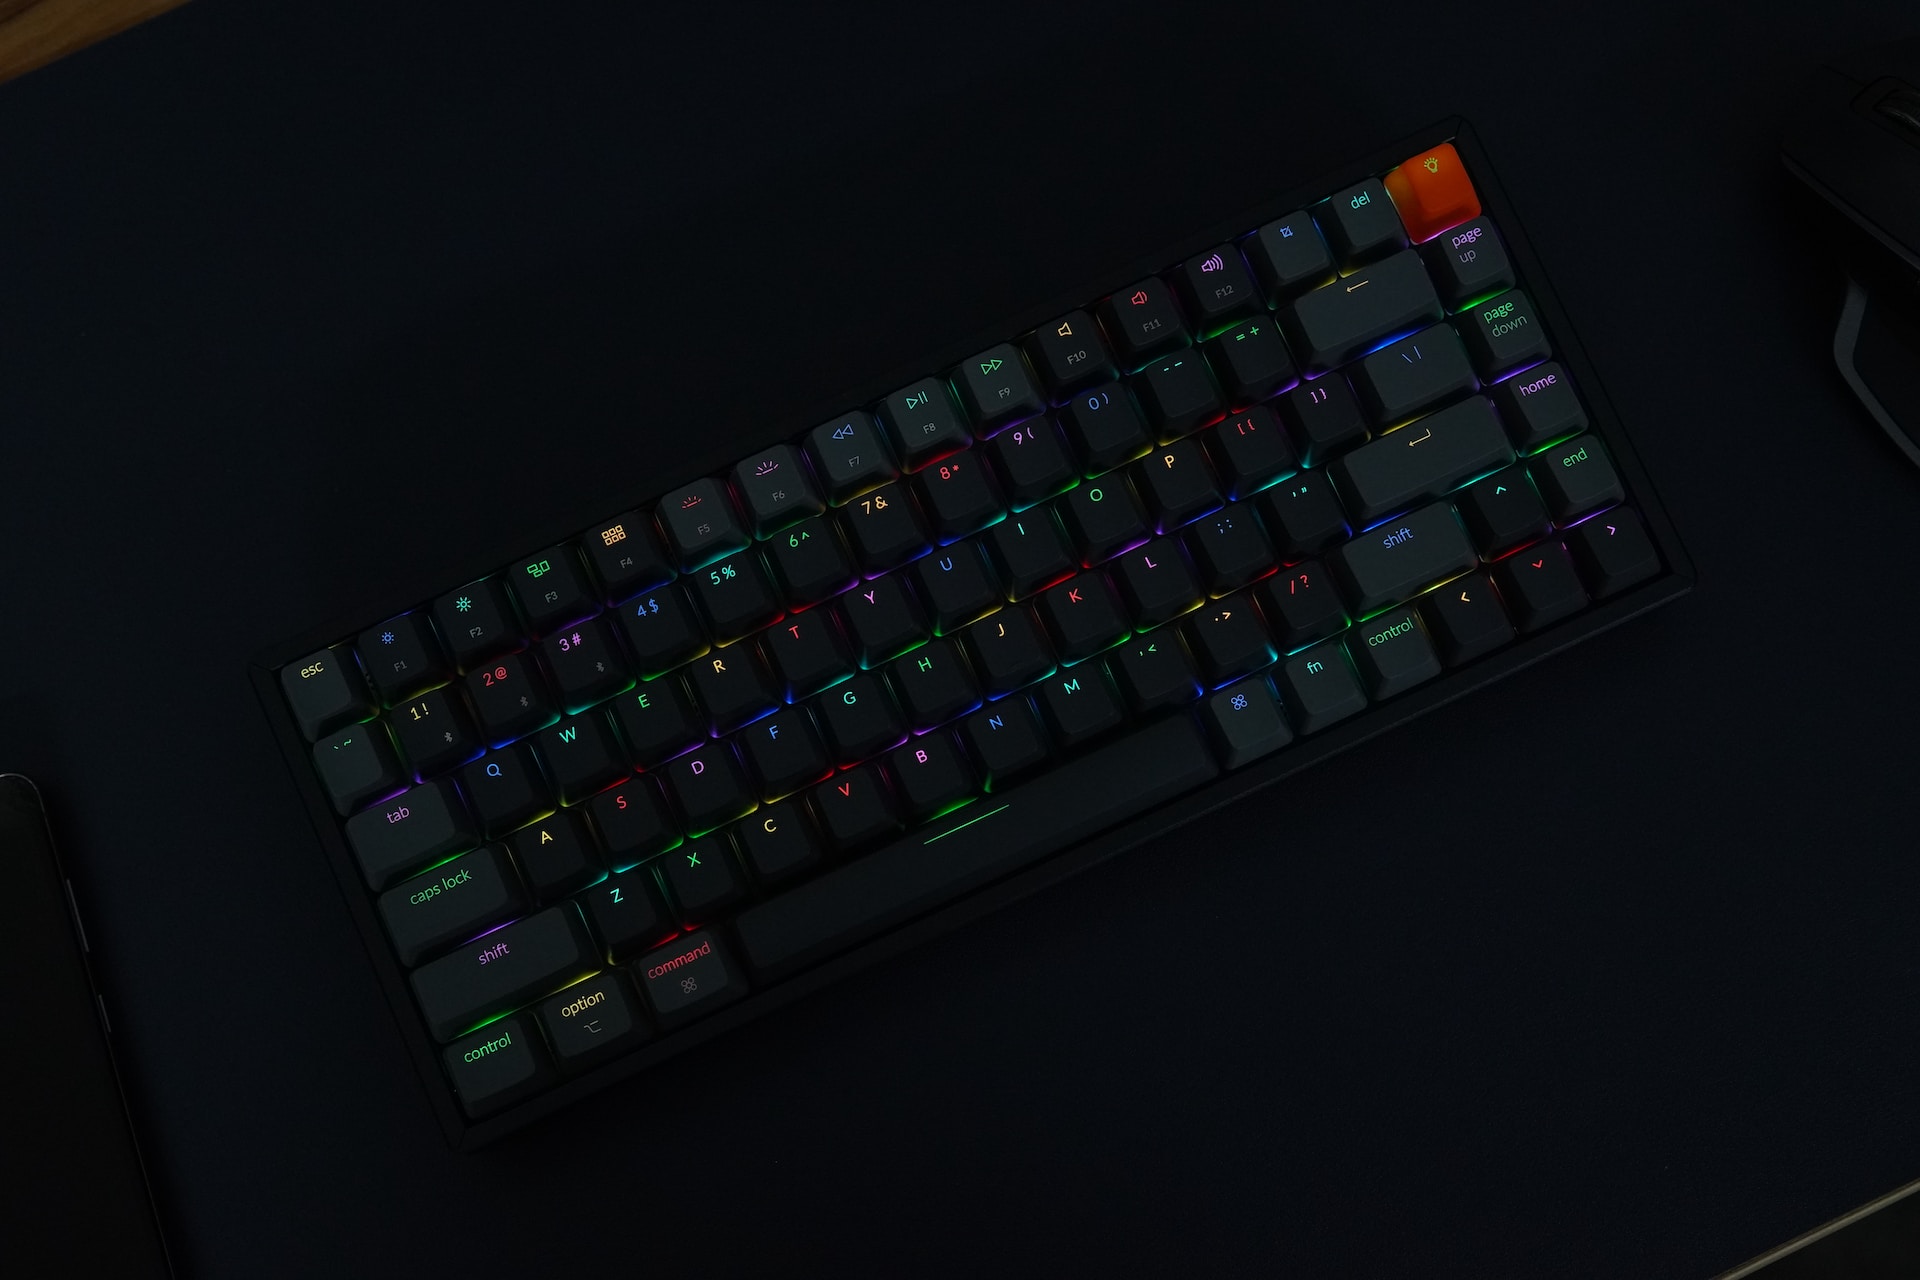 esc F1 F2 F3 F4 F5 F6 F7 F8 F9 F10 F11 F12 del
` ~ 1 ! 2 @ 3 # 4 $ 5 % 6 ^ 7 & 8 * 9 ( 0 ) - - = + ← page up
tab Q W E R T Y U I O P [ { ] } \ | page down
caps lock A S D F G H J K L ; : ' " home
shift Z X C V B N M , < . > / ? shift ^ end
control option ⌥ command ⌘ ⌘ fn control < ⌄ >